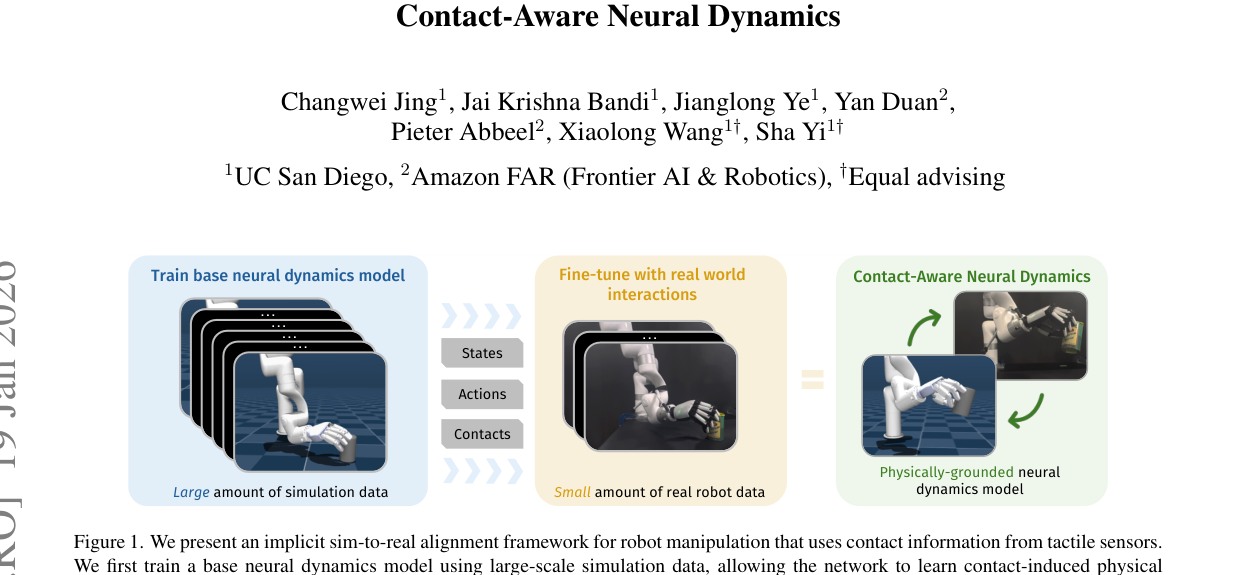 Contact-Aware Neural Dynamics
Changwei Jing1, Jai Krishna Bandi1, Jianglong Ye1, Yan Duan2,
Pieter Abbeel2, Xiaolong Wang1†, Sha Yi1†
1UC San Diego, 2Amazon FAR (Frontier AI & Robotics), †Equal advising
RO] 19 Jan 2026
Train base neural dynamics model
Large amount of simulation data
States
Actions
Contacts
Fine-tune with real world
interactions
Small amount of real robot data
=
Contact-Aware Neural Dynamics
Physically-grounded neural
dynamics model
Figure 1. We present an implicit sim-to-real alignment framework for robot manipulation that uses contact information from tactile sensors.
We first train a base neural dynamics model using large-scale simulation data, allowing the network to learn contact-induced physical